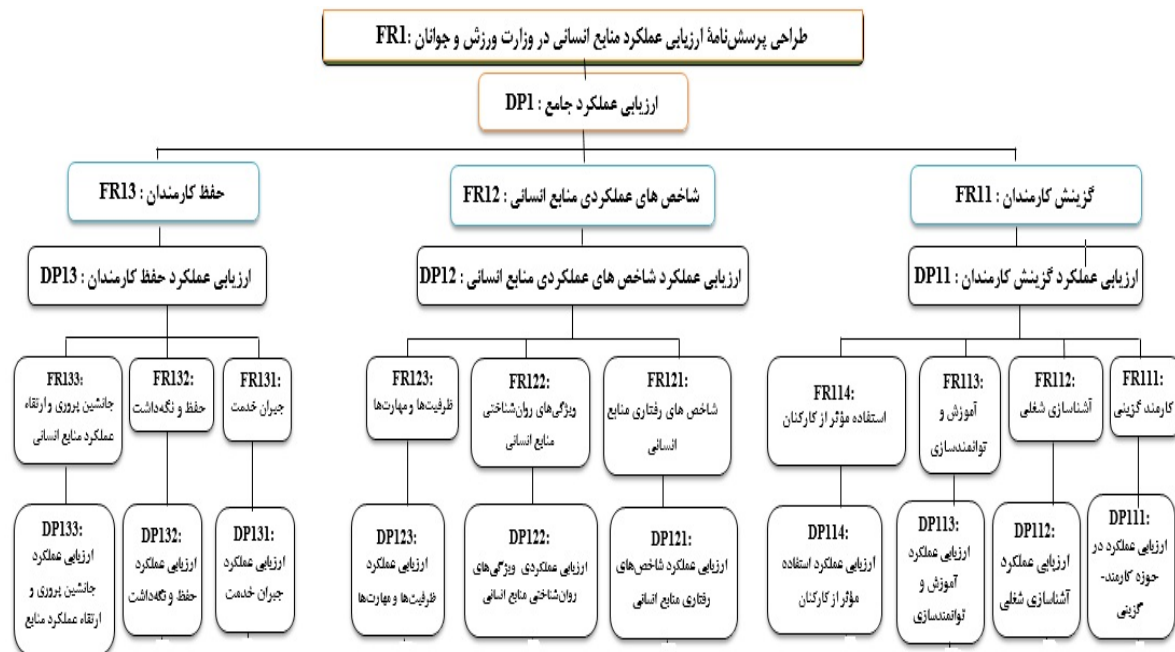 طراحی پرسش‌نامهٔ ارزیابی عملکرد منابع انسانی در وزارت ورزش و جوانان :FR1
ارزیابی عملکرد جامع : DP1
گزینش کارمندان : FR11
شاخص های عملکردی منابع انسانی : FR12
حفظ کارمندان : FR13
ارزیابی عملکرد گزینش کارمندان : DP11
ارزیابی عملکرد شاخص های عملکردی منابع انسانی : DP12
ارزیابی عملکرد حفظ کارمندان : DP13
FR111:
کارمند گزینی
FR112:
آشناسازی شغلی
FR113:
آموزش و
توانمندسازی
FR114:
استفاده مؤثر از کارکنان
FR121:
شاخص های رفتاری منابع
انسانی
FR122:
ویژگی‌های روان‌شناختی
منابع انسانی
FR123:
ظرفیت‌ها و مهارت‌ها
FR131:
جبران خدمت
FR132:
حفظ و نگه‌داشت
FR133:
جانشین پروری و ارتقاء
عملکرد منابع انسانی
DP111:
ارزیابی عملکرد در
حوزه کارمند-
گزینی
DP112:
ارزیابی عملکرد
آشناسازی شغلی
DP113:
ارزیابی عملکرد
آموزش و
توانمندسازی
DP114:
ارزیابی عملکرد استفاده
مؤثر از کارکنان
DP121:
ارزیابی عملکرد شاخص‌های
رفتاری منابع انسانی
DP122:
ارزیابی عملکردی ویژگی‌های
روان‌شناختی منابع انسانی
DP123:
ارزیابی عملکرد
ظرفیت‌ها و مهارت‌ها
DP131:
ارزیابی عملکرد
جبران خدمت
DP132:
ارزیابی عملکرد
حفظ و نگه‌داشت
DP133:
ارزیابی عملکرد
جانشین پروری و
ارتقاء عملکرد منابع